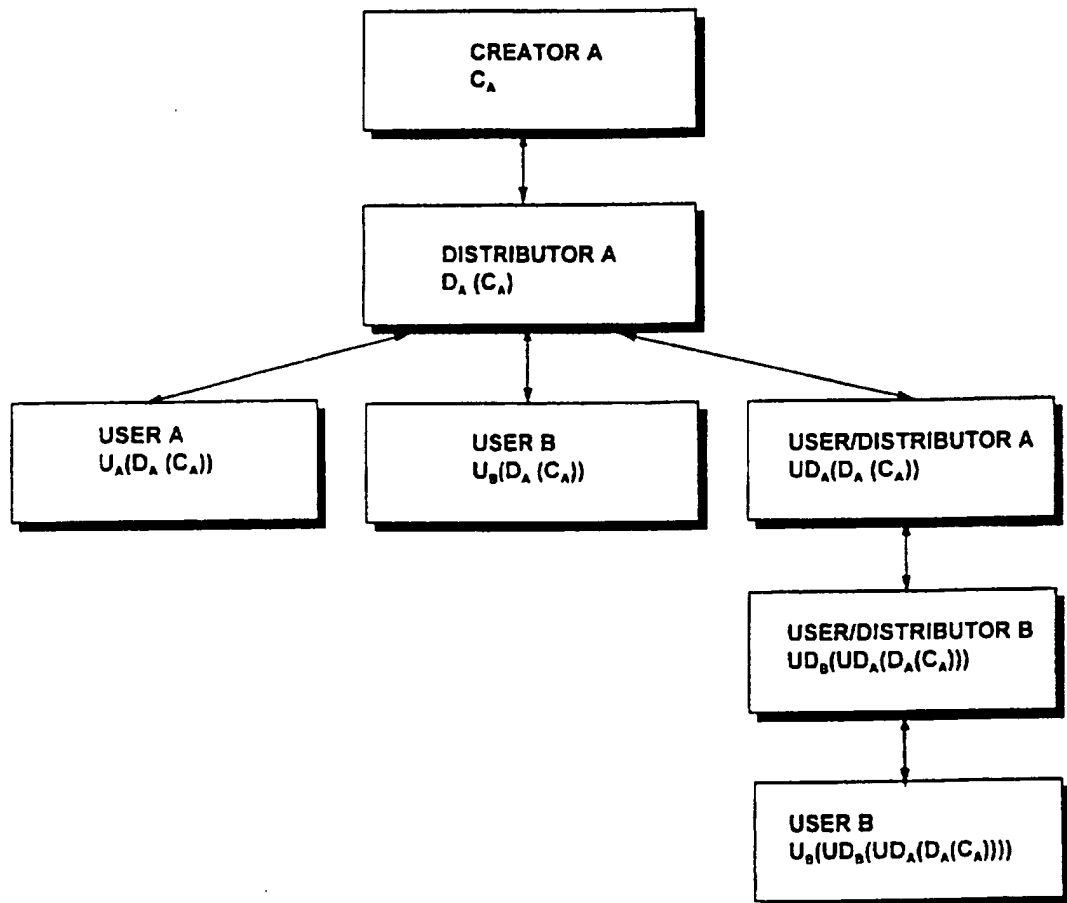 CREATOR A
C_A
DISTRIBUTOR A
D_A (C_A)
USER A
U_A(D_A (C_A))
USER B
U_B(D_A (C_A))
USER/DISTRIBUTOR A
UD_A(D_A (C_A))
USER/DISTRIBUTOR B
UD_B(UD_A(D_A(C_A)))
USER B
U_B(UD_B(UD_A(D_A(C_A))))